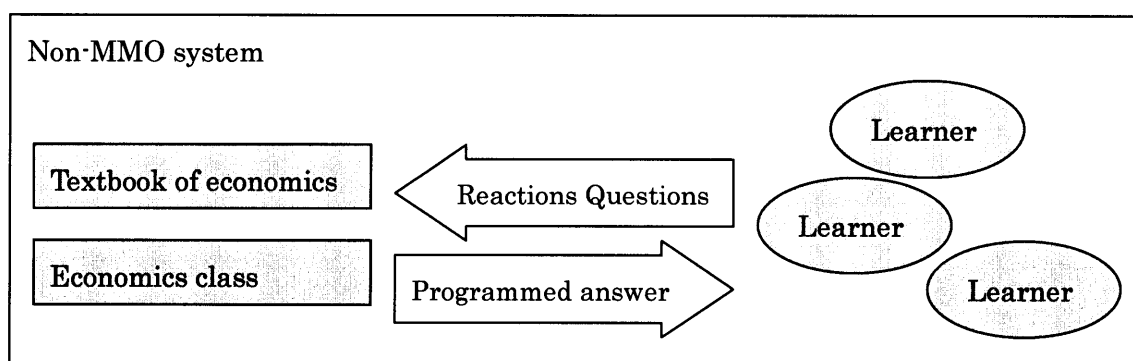 Non-MMO system
Learner
Textbook of economics
Reactions Questions
Learner
Economics class
Programmed answer
Learner